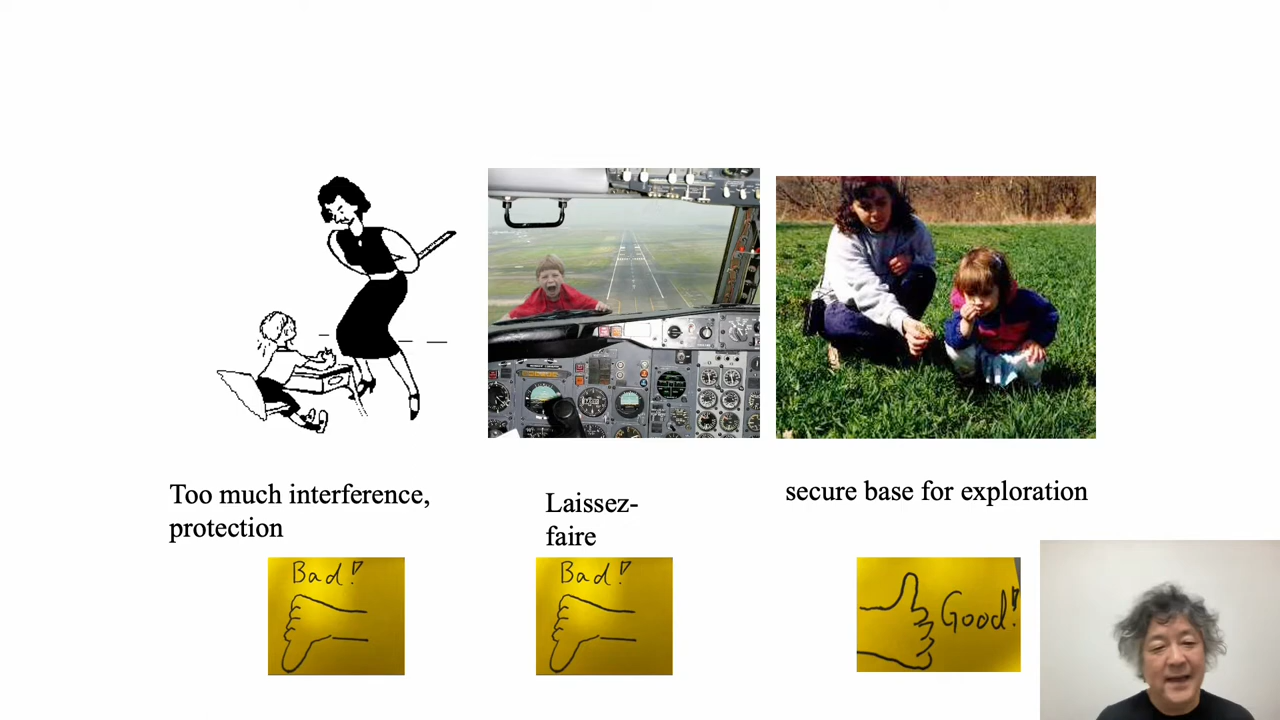 Too much interference,
protection
Laissez-
faire
secure base for exploration
Bad!
Bad!
Good!